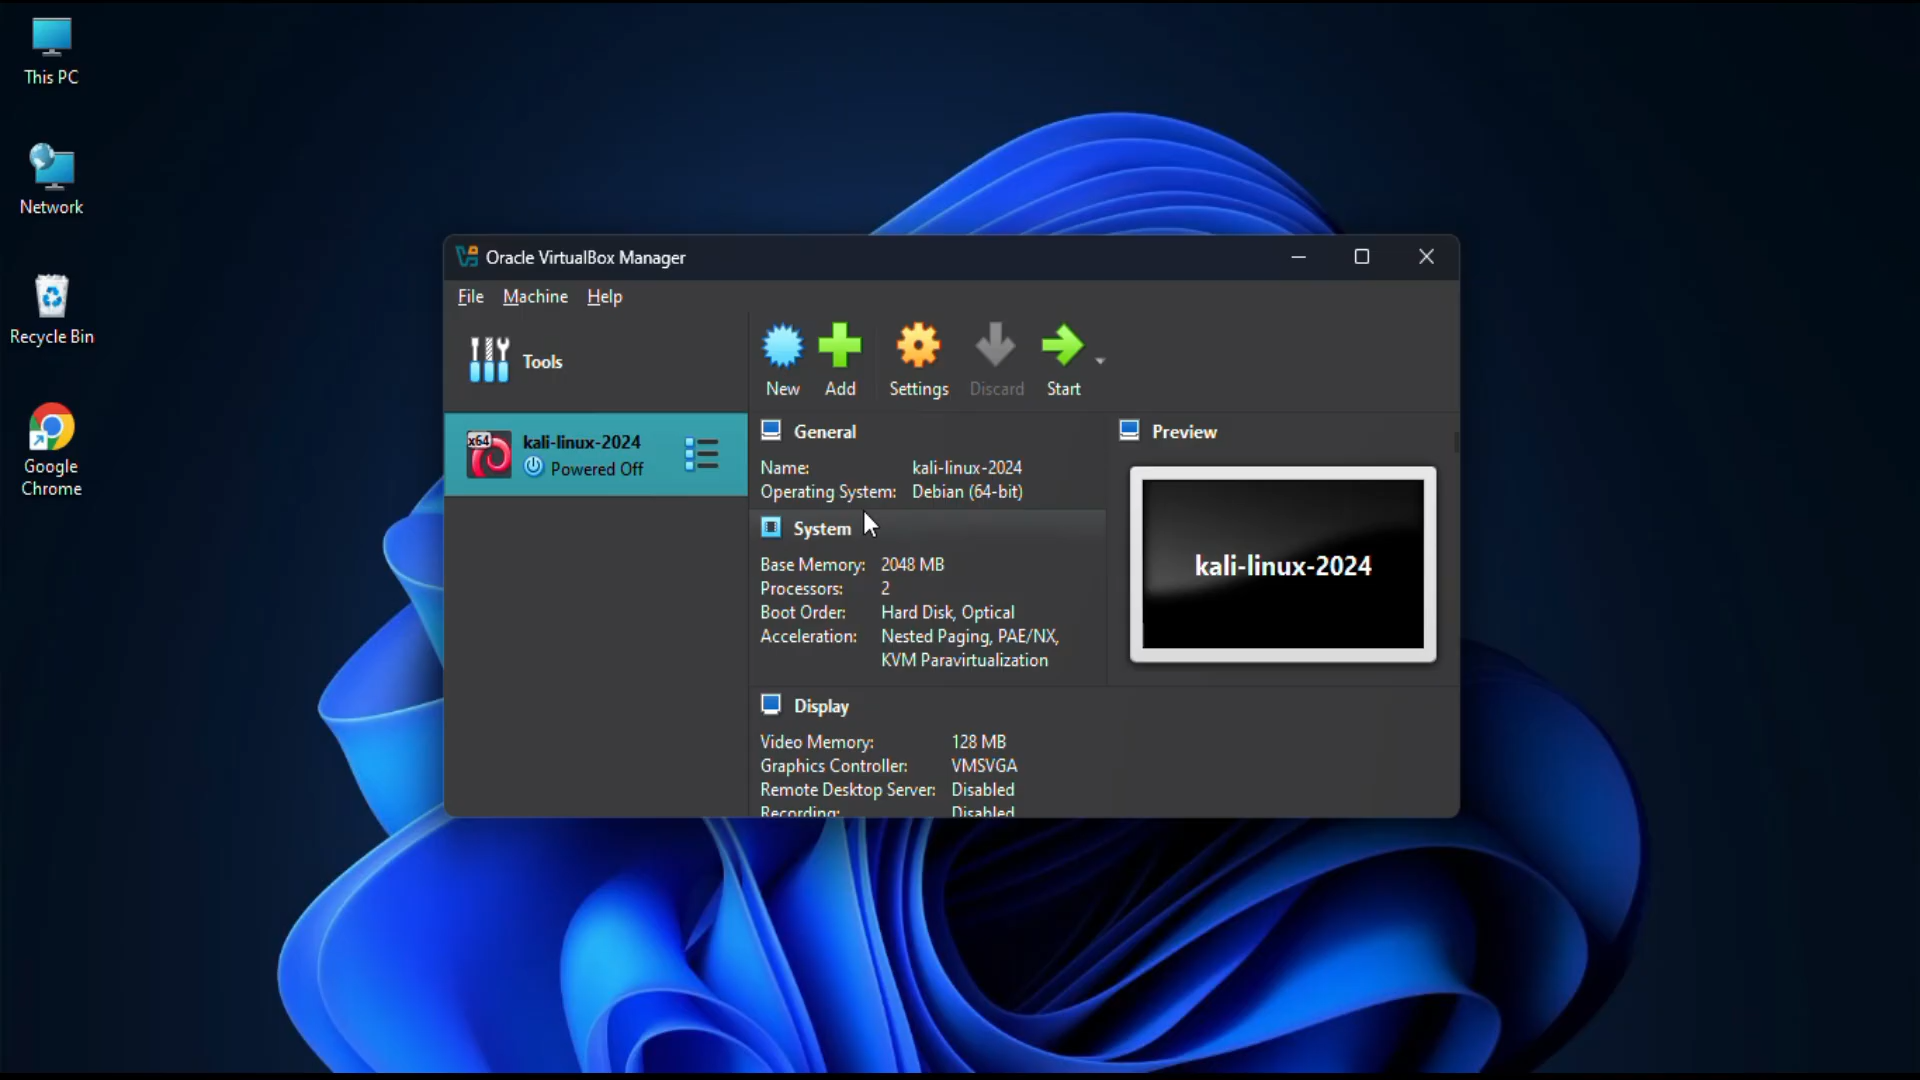 This PC
Network
Recycle Bin
Google
Chrome
Oracle VirtualBox Manager
File Machine Help
Tools
New Add Settings Discard Start
x64
kali-linux-2024
Powered Off
General
Name: kali-linux-2024
Operating System: Debian (64-bit)
System
Base Memory: 2048 MB
Processors: 2
Boot Order: Hard Disk, Optical
Acceleration: Nested Paging, PAE/NX,
KVM Paravirtualization
Preview
kali-linux-2024
Display
Video Memory: 128 MB
Graphics Controller: VMSVGA
Remote Desktop Server: Disabled
Recording: Disabled